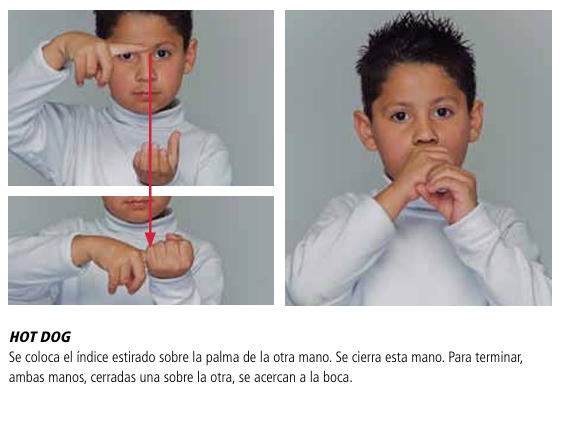 HOT DOG
Se coloca el índice estirado sobre la palma de la otra mano. Se cierra esta mano. Para terminar,
ambas manos, cerradas una sobre la otra, se acercan a la boca.